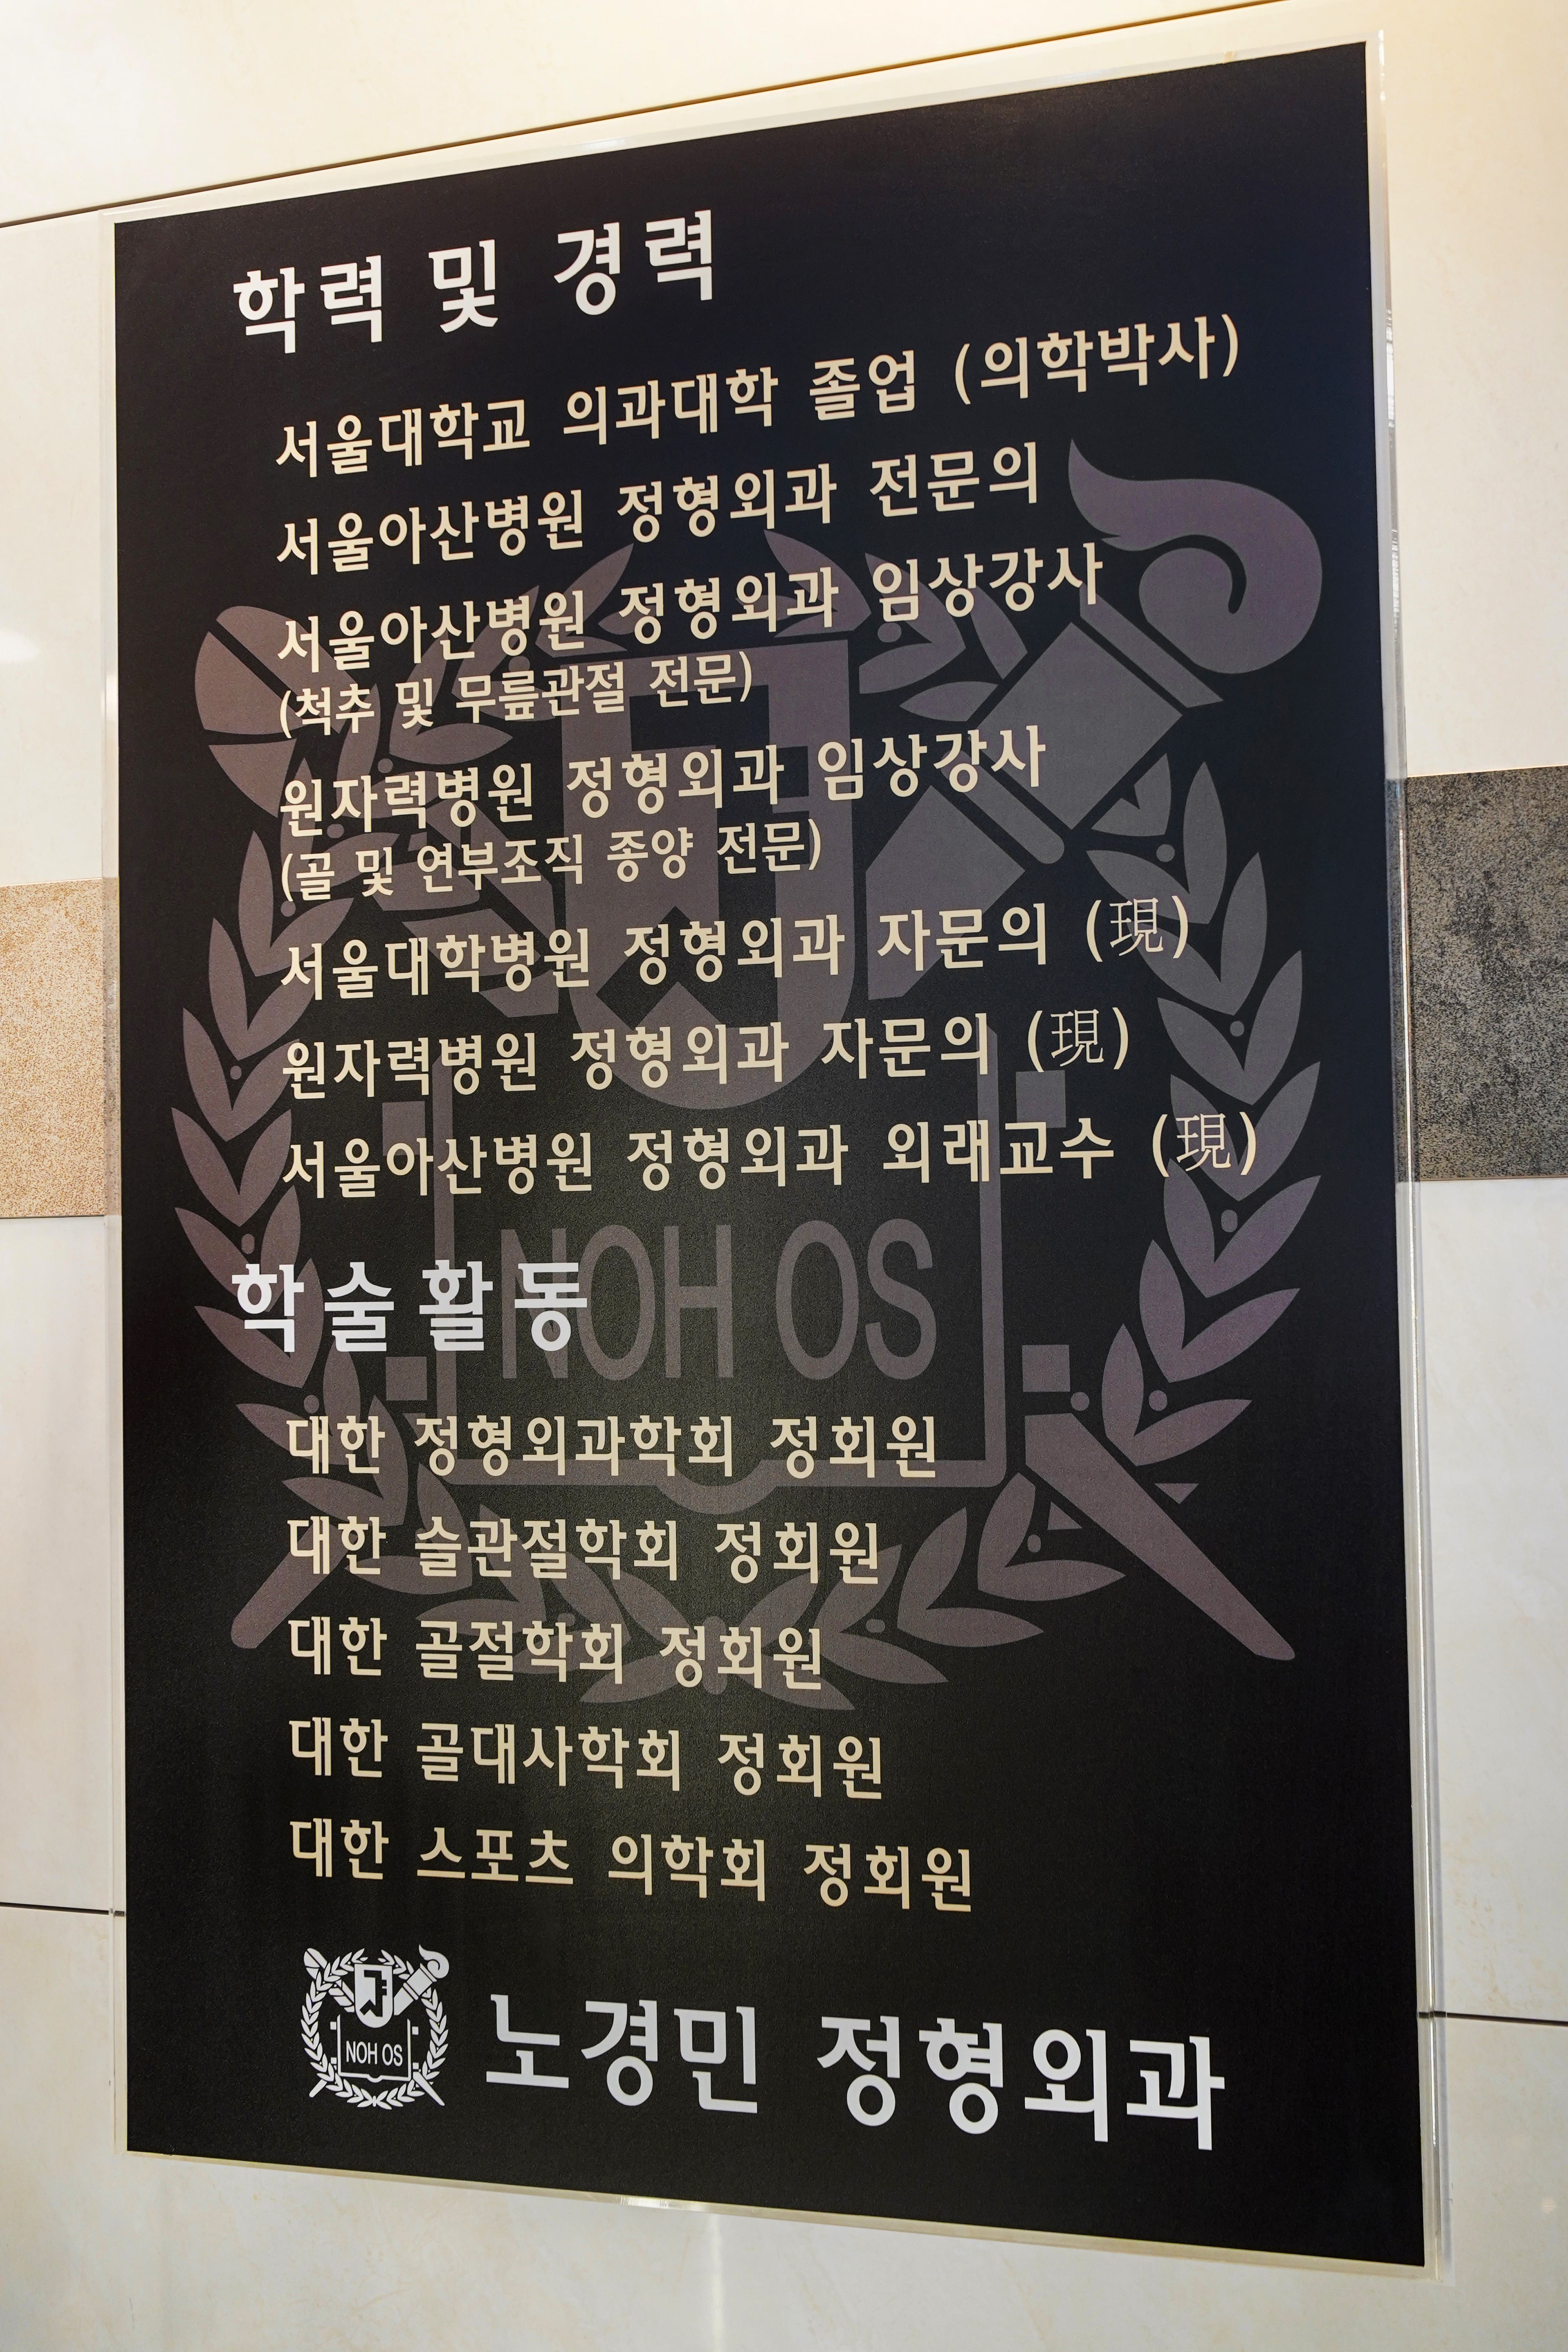 학력 및 경력
서울대학교 의과대학 졸업 (의학박사)
서울아산병원 정형외과 전문의
서울아산병원 정형외과 임상강사
(척추 및 무릎관절 전문)
원자력병원 정형외과 임상강사
(골 및 연부조직 종양 전문)
서울대학병원 정형외과 자문의 (現)
원자력병원 정형외과 자문의 (現)
서울아산병원 정형외과 외래교수 (現)
NOH OS
학술활동
대한 정형외과학회 정회원
대한 슬관절학회 정회원
대한 골절학회 정회원
대한 골대사학회 정회원
대한 스포츠 의학회 정회원
NOH OS
노경민 정형외과